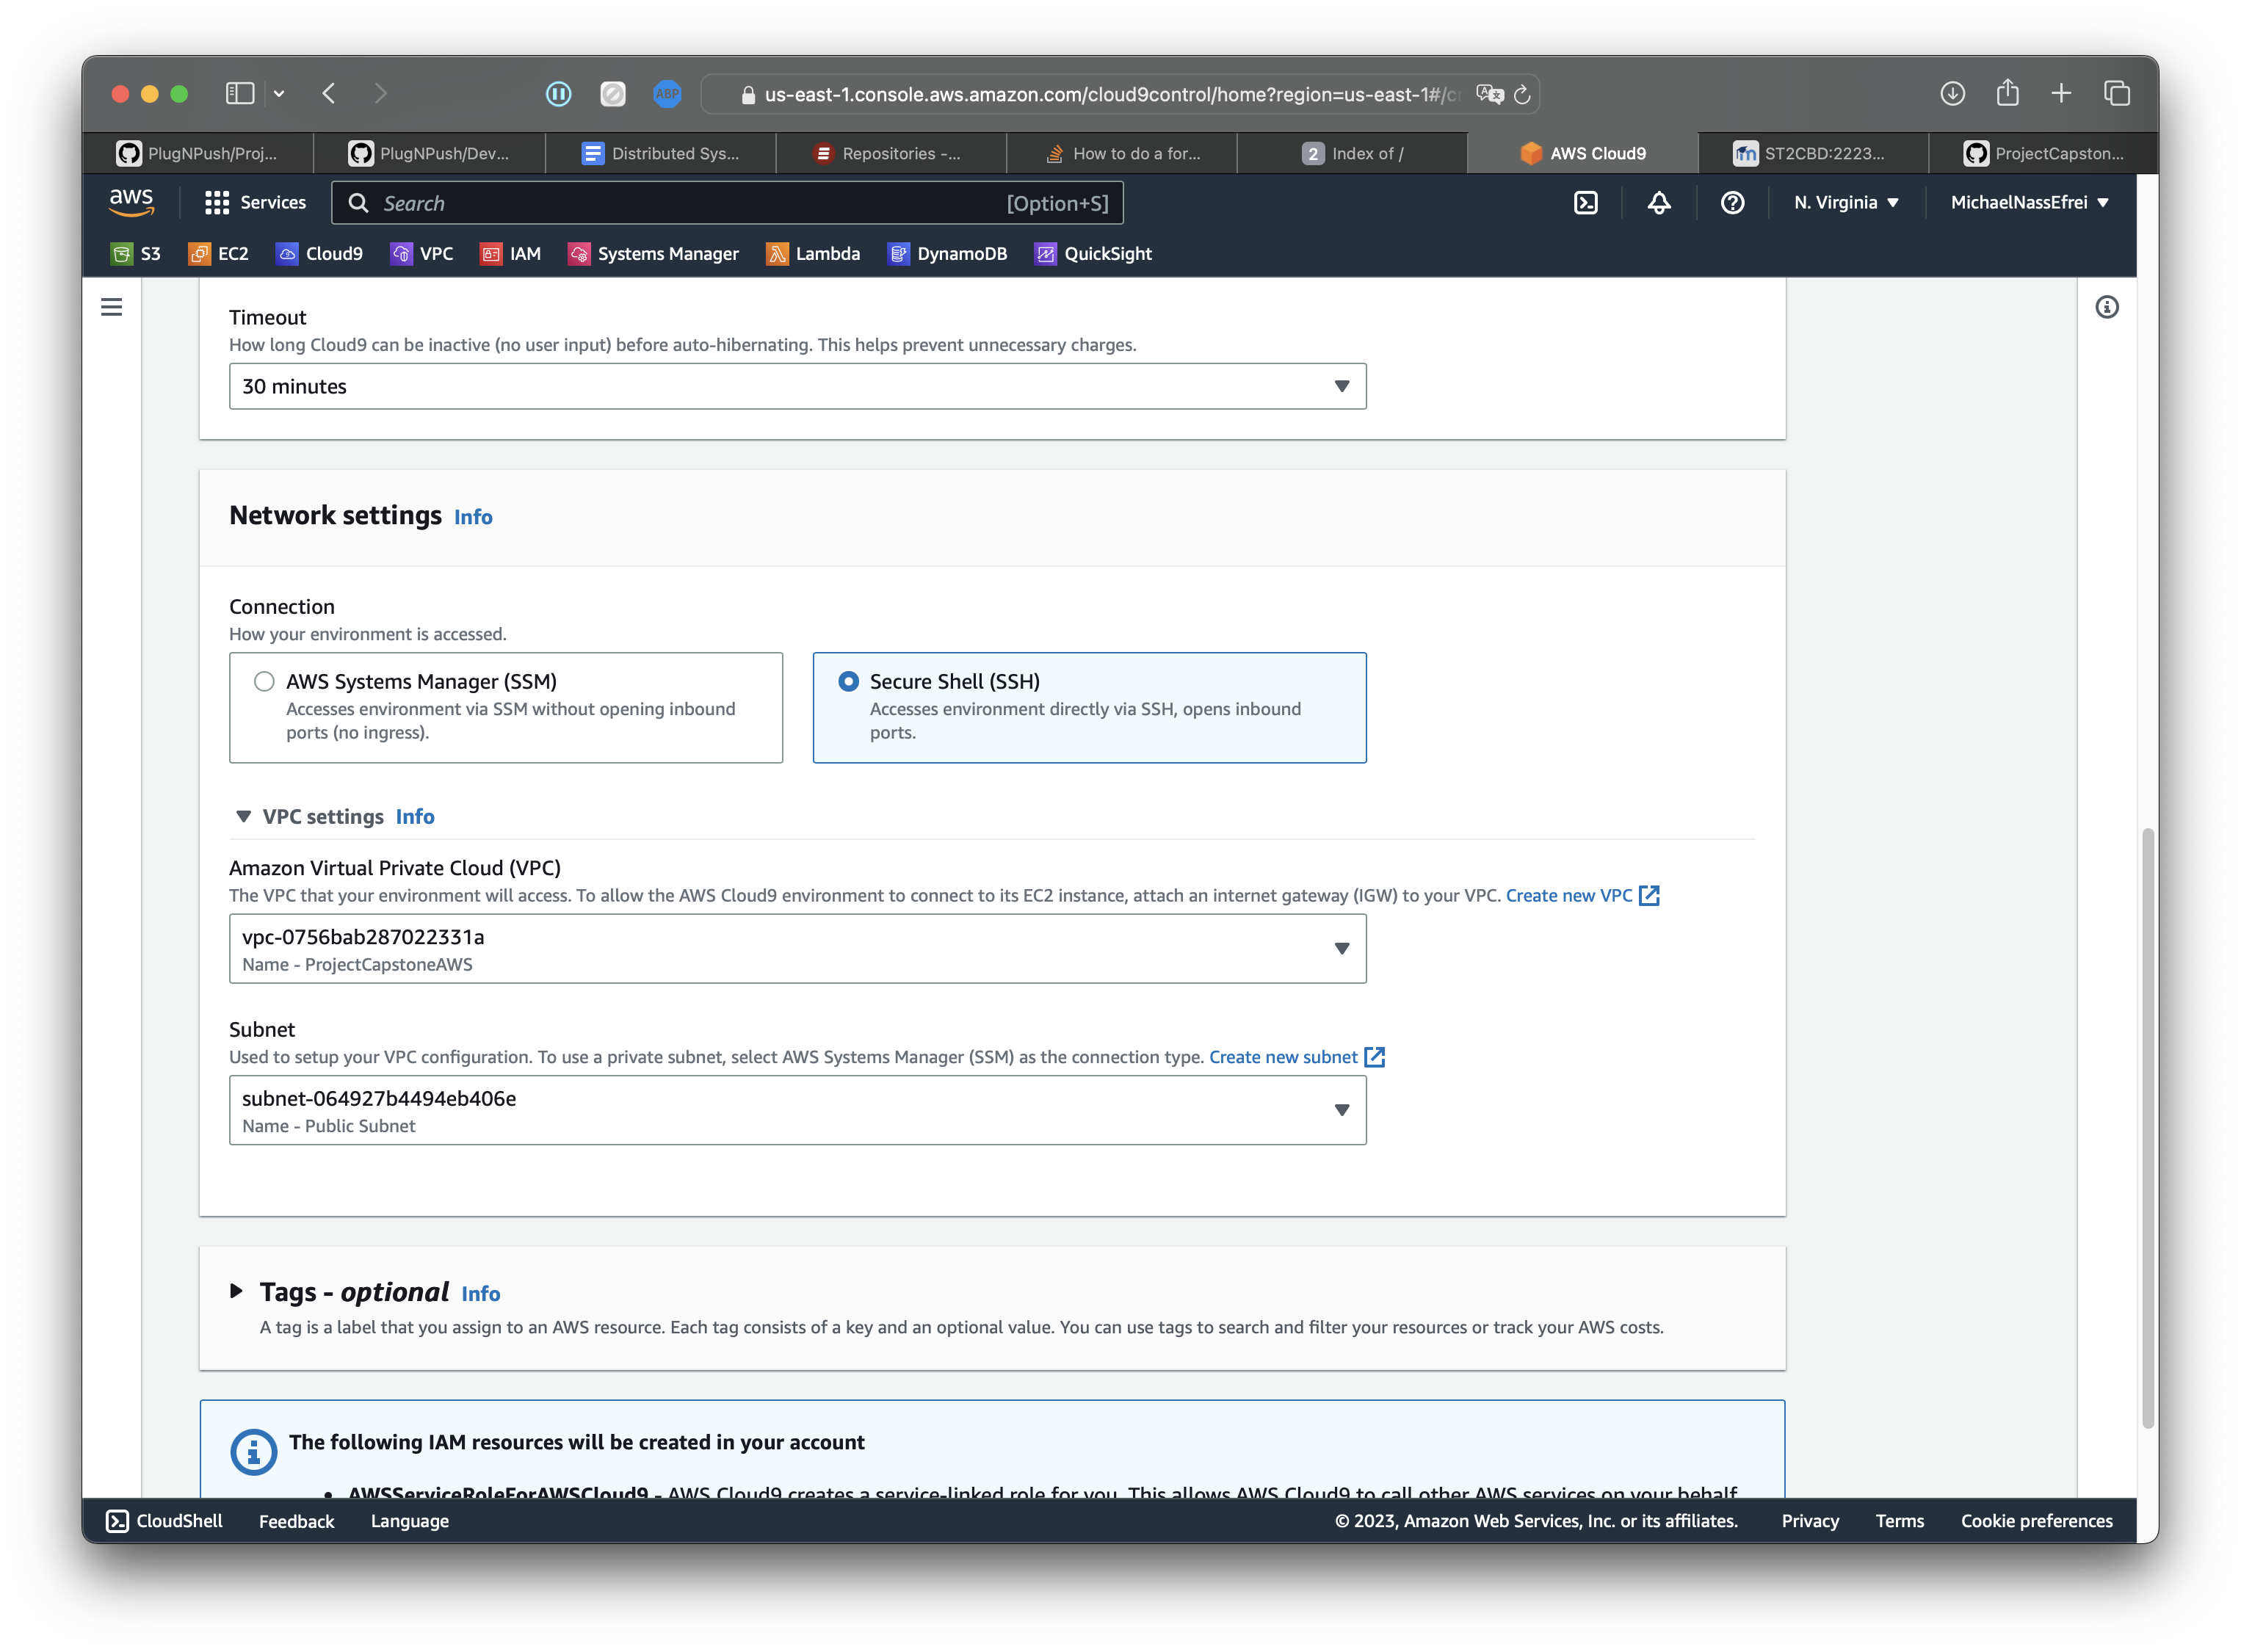 ABP
us-east-1.console.aws.amazon.com/cloud9control/home?region=us-east-1#/c
PlugNPush/Proj...
PlugNPush/Dev...
Distributed Sys...
Repositories -...
How to do a for...
2 Index of /
AWS Cloud9
ST2CBD:2223...
ProjectCapston...
aws
Services
Search
[Option+S]
N. Virginia
MichaelNassEfrei
S3
EC2
Cloud9
VPC
IAM
Systems Manager
Lambda
DynamoDB
QuickSight
Timeout
How long Cloud9 can be inactive (no user input) before auto-hibernating. This helps prevent unnecessary charges.
30 minutes
Network settings Info
Connection
How your environment is accessed.
AWS Systems Manager (SSM)
Accesses environment via SSM without opening inbound
ports (no ingress).
Secure Shell (SSH)
Accesses environment directly via SSH, opens inbound
ports.
VPC settings Info
Amazon Virtual Private Cloud (VPC)
The VPC that your environment will access. To allow the AWS Cloud9 environment to connect to its EC2 instance, attach an internet gateway (IGW) to your VPC. Create new VPC
vpc-0756bab287022331a
Name - ProjectCapstoneAWS
Subnet
Used to setup your VPC configuration. To use a private subnet, select AWS Systems Manager (SSM) as the connection type. Create new subnet
subnet-064927b4494eb406e
Name - Public Subnet
Tags - optional Info
A tag is a label that you assign to an AWS resource. Each tag consists of a key and an optional value. You can use tags to search and filter your resources or track your AWS costs.
The following IAM resources will be created in your account
• AWSServiceRoleForAWSCloud9 - AWS Cloud9 creates a service-linked role for you. This allows AWS Cloud9 to call other AWS services on your behalf.
CloudShell
Feedback
Language
© 2023, Amazon Web Services, Inc. or its affiliates.
Privacy
Terms
Cookie preferences